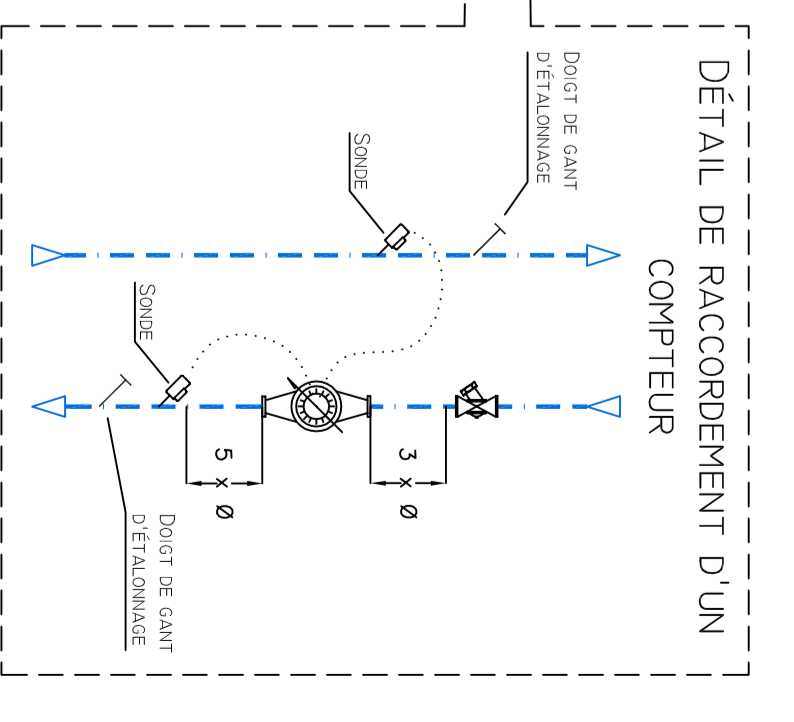 DÉTAIL DE RACCORDEMENT D'UN
COMPTEUR
DOIGT DE GANT
D'ÉTALONNAGE
SONDE
SONDE
3 x Ø
5 x Ø
DOIGT DE GANT
D'ÉTALONNAGE